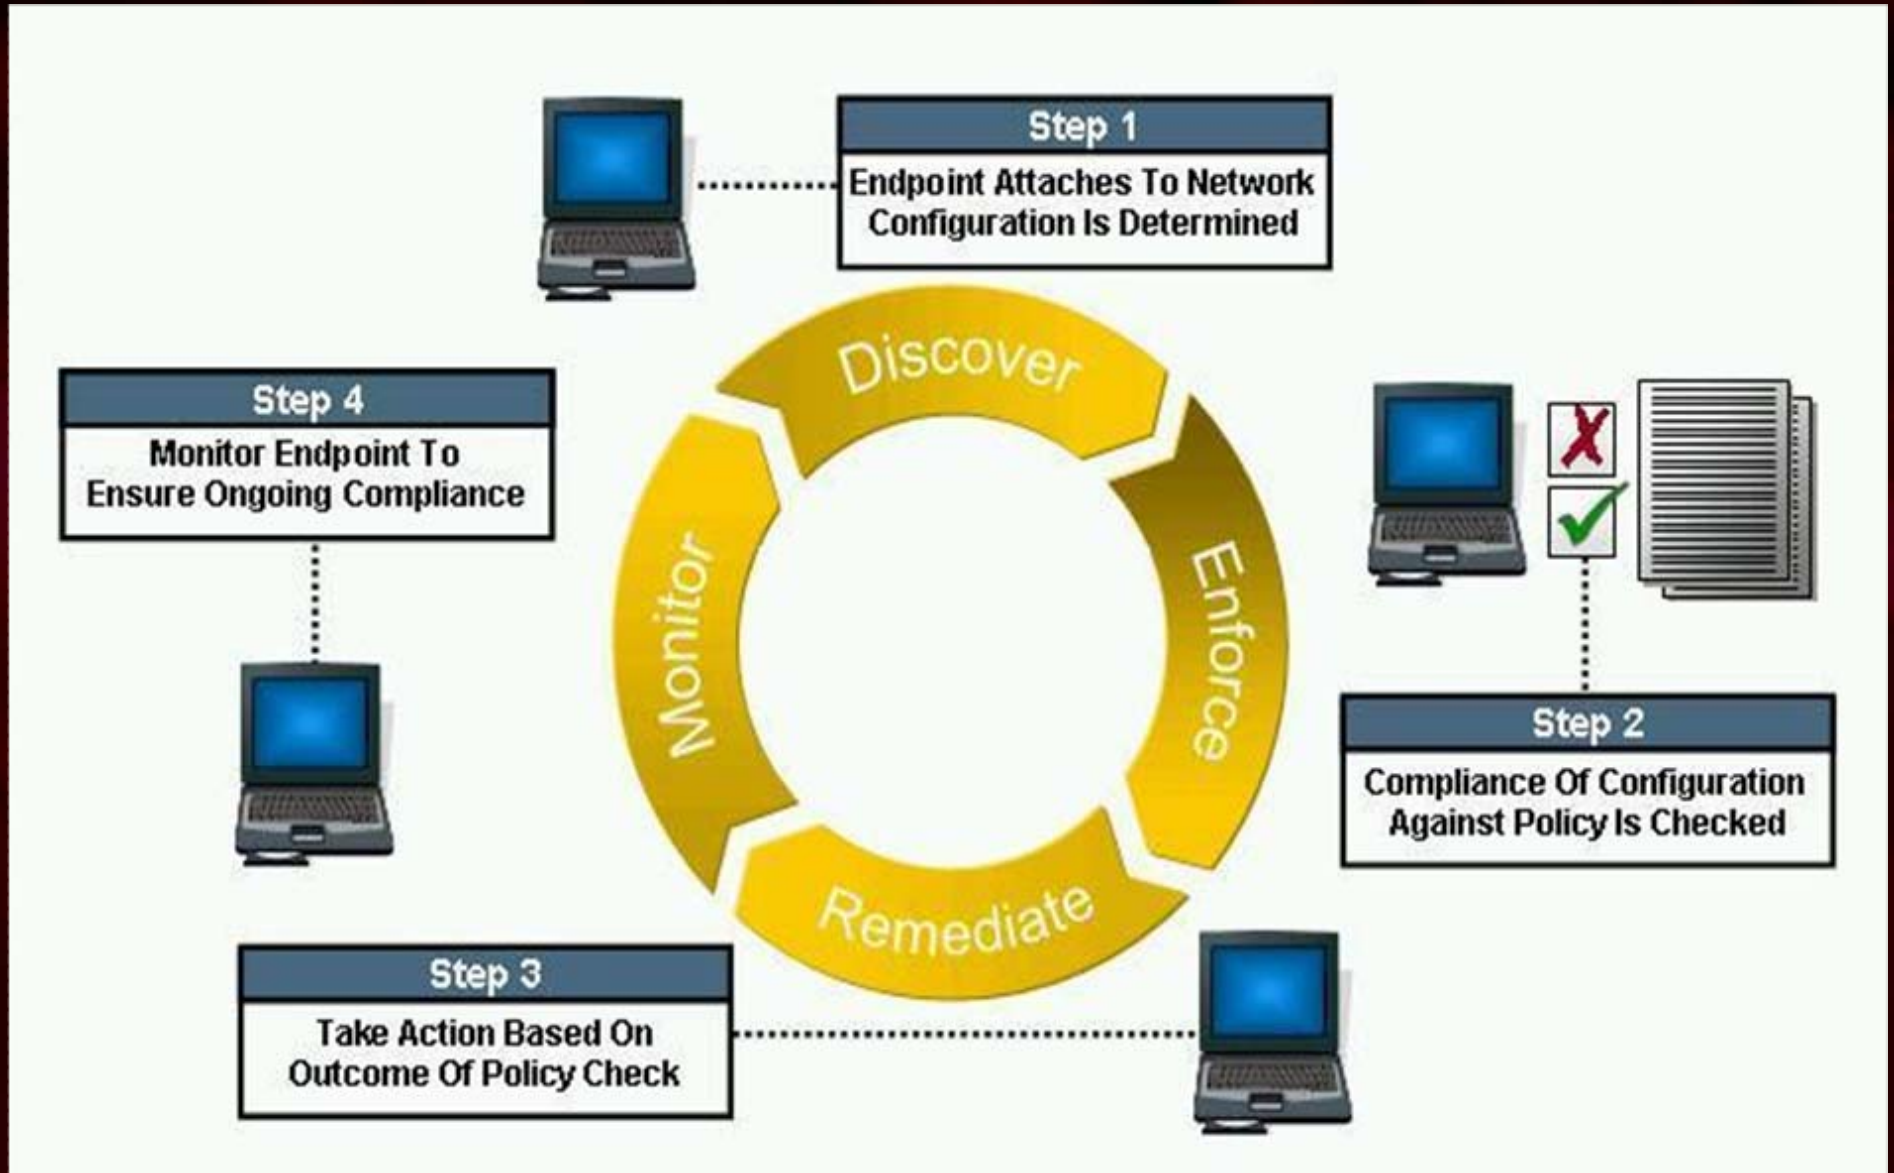 Step 1
Endpoint Attaches To Network
Configuration Is Determined
Discover
Step 4
Monitor Endpoint To
Ensure Ongoing Compliance
Monitor
Enforce
Step 2
Compliance Of Configuration
Against Policy Is Checked
Remediate
Step 3
Take Action Based On
Outcome Of Policy Check